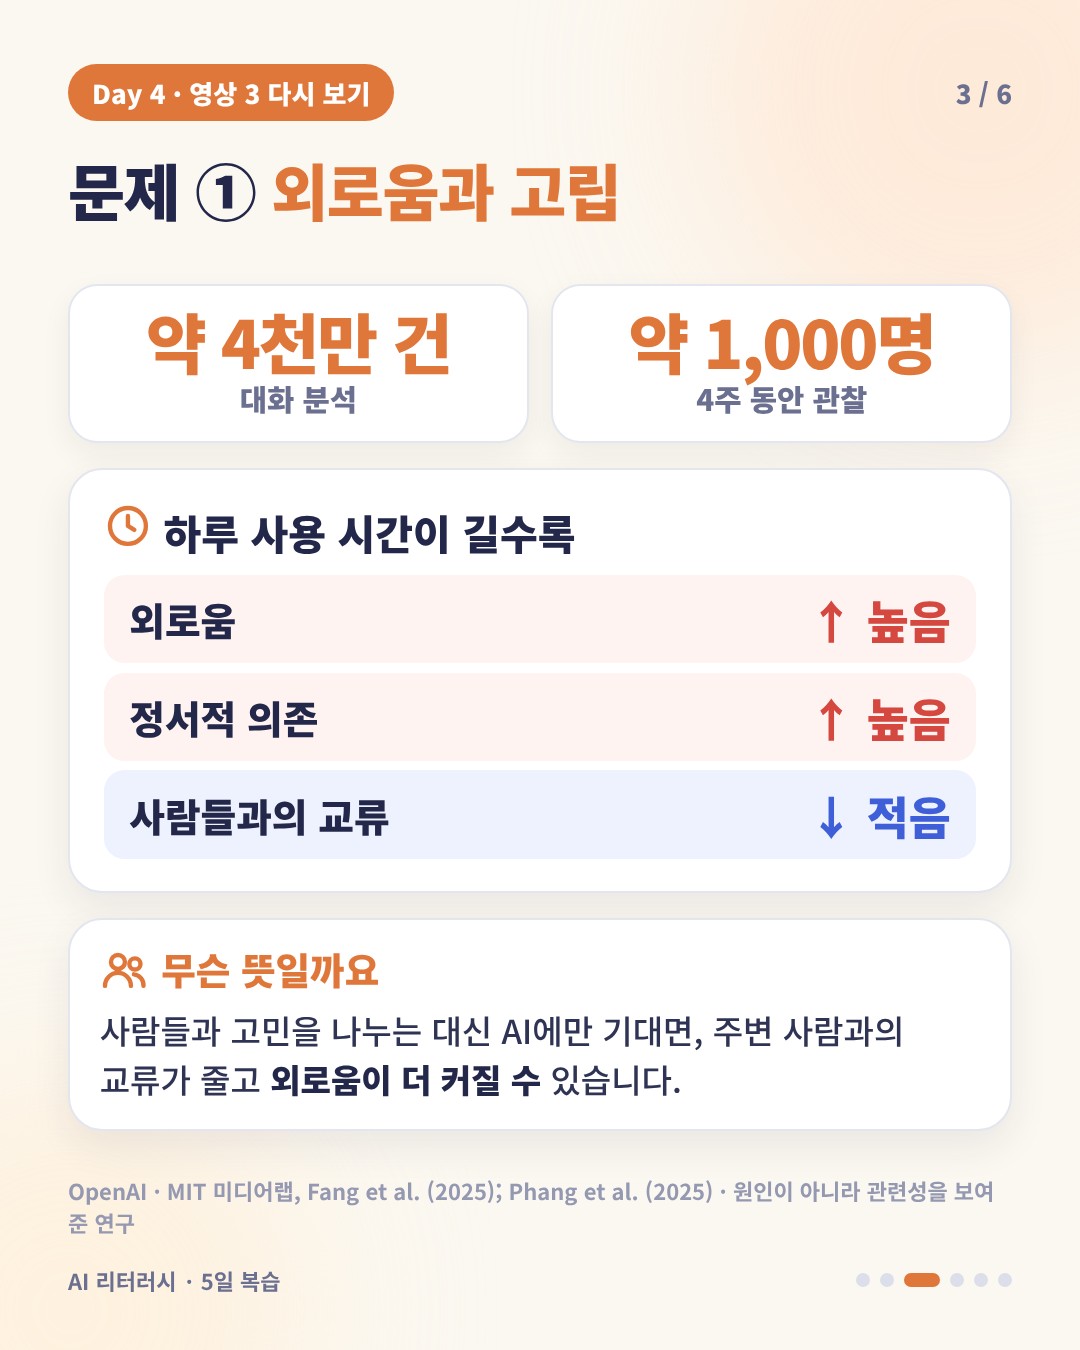 Day 4 · 영상 3 다시 보기
3 / 6
문제 ① 외로움과 고립
약 4천만 건
대화 분석
약 1,000명
4주 동안 관찰
하루 사용 시간이 길수록
외로움
↑ 높음
정서적 의존
↑ 높음
사람들과의 교류
↓ 적음
무슨 뜻일까요
사람들과 고민을 나누는 대신 AI에만 기대면, 주변 사람과의
교류가 줄고 외로움이 더 커질 수 있습니다.
OpenAI · MIT 미디어랩, Fang et al. (2025); Phang et al. (2025) · 원인이 아니라 관련성을 보여
준 연구
AI 리터러시 · 5일 복습